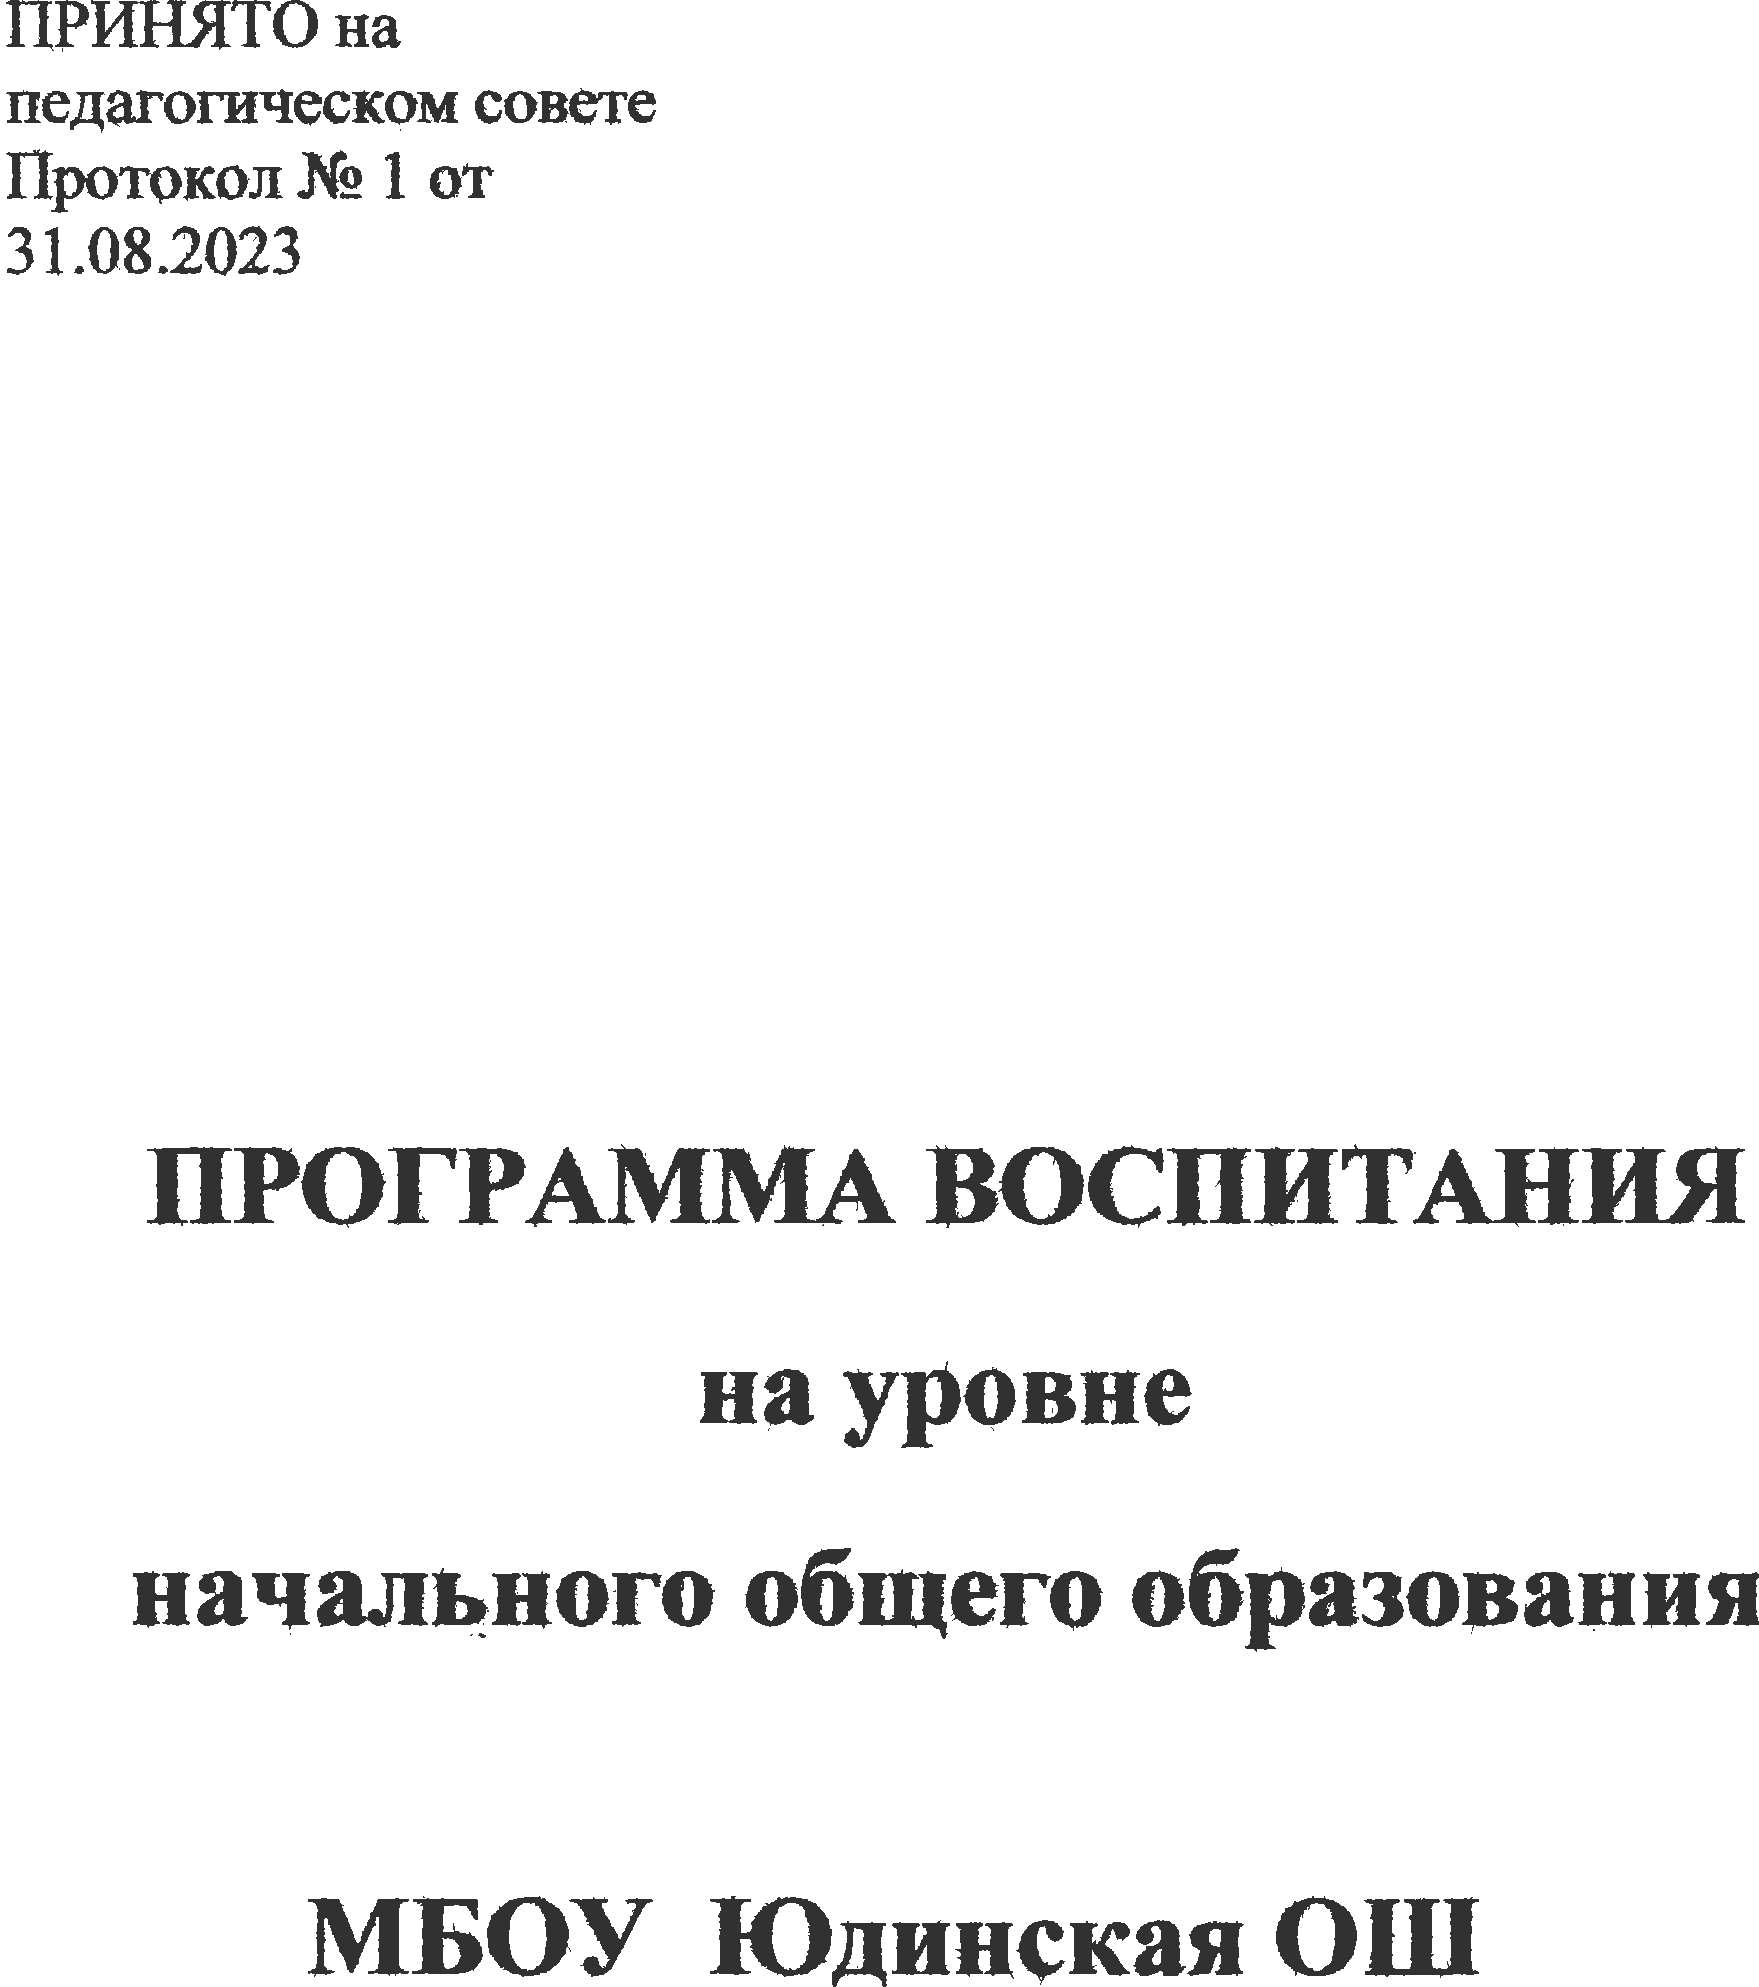 ПРИНЯТО на
педагогическом совете
Протокол № 1 от
31.08.2023
ПРОГРАММА ВОСПИТАНИЯ
на уровне
начального общего образования
МБОУ Юдинская ОШ